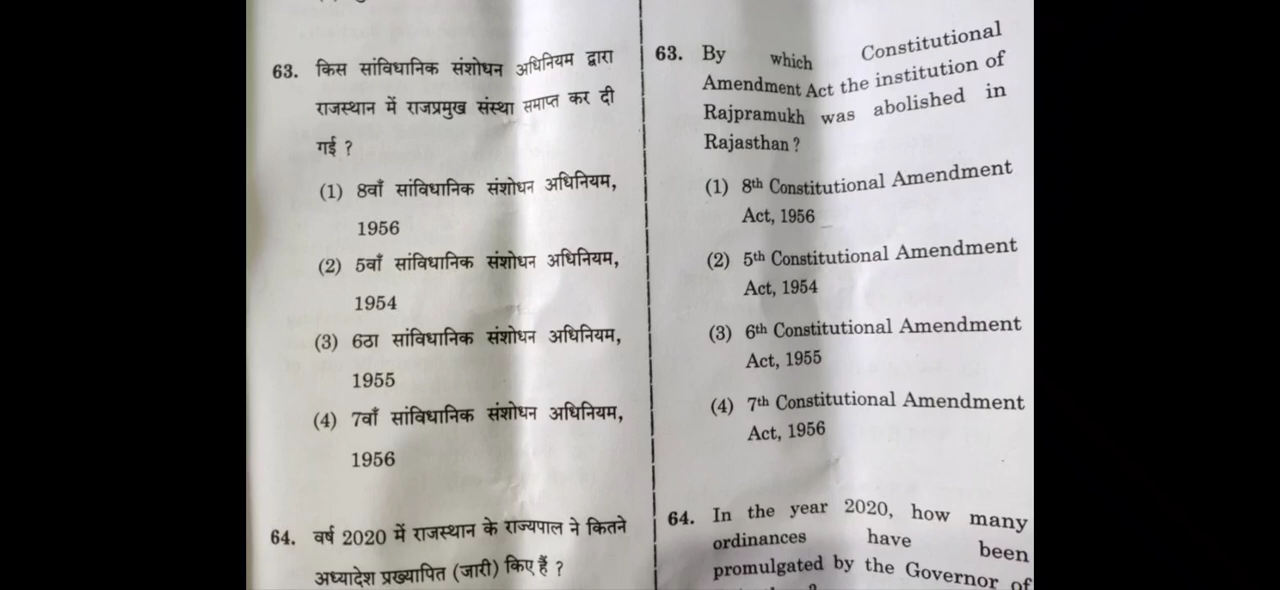 63. किस सांविधानिक संशोधन अधिनियम द्वारा
राजस्थान में राजप्रमुख संस्था समाप्त कर दी
गई ?
(1) 8वाँ सांविधानिक संशोधन अधिनियम,
1956
(2) 5वाँ सांविधानिक संशोधन अधिनियम,
1954
(3) 6ठा सांविधानिक संशोधन अधिनियम,
1955
(4) 7वाँ सांविधानिक संशोधन अधिनियम,
1956
64. वर्ष 2020 में राजस्थान के राज्यपाल ने कितने
अध्यादेश प्रख्यापित (जारी) किए हैं ?
63. By which Constitutional
Amendment Act the institution of
Rajpramukh was abolished in
Rajasthan ?
(1) 8th Constitutional Amendment
Act, 1956
(2) 5th Constitutional Amendment
Act, 1954
(3) 6th Constitutional Amendment
Act, 1955
(4) 7th Constitutional Amendment
Act, 1956
64. In the year 2020, how many
ordinances have been
promulgated by the Governor of